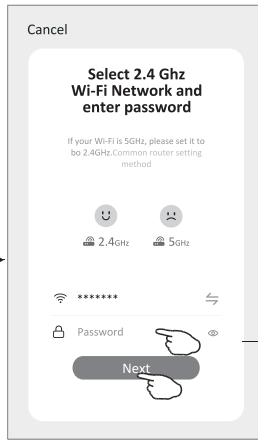 Cancel
Select 2.4 Ghz
Wi-Fi Network and
enter password
If your Wi-Fi is 5GHz, please set it to
bo 2.4GHz.Common router setting
method
2.4GHz 5GHz
*******
Password
Next